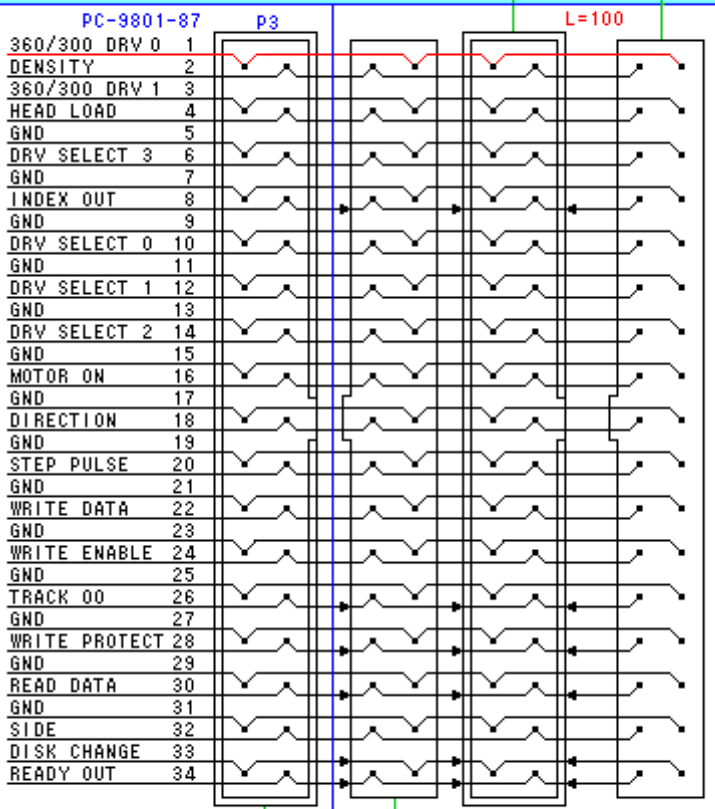 PC-9801-87 P3 L=100
360/300 DRV 0 1
DENSITY 2
360/300 DRV 1 3
HEAD LOAD 4
GND 5
DRV SELECT 3 6
GND 7
INDEX OUT 8
GND 9
DRV SELECT 0 10
GND 11
DRV SELECT 1 12
GND 13
DRV SELECT 2 14
GND 15
MOTOR ON 16
GND 17
DIRECTION 18
GND 19
STEP PULSE 20
GND 21
WRITE DATA 22
GND 23
WRITE ENABLE 24
GND 25
TRACK 00 26
GND 27
WRITE PROTECT 28
GND 29
READ DATA 30
GND 31
SIDE 32
DISK CHANGE 33
READY OUT 34